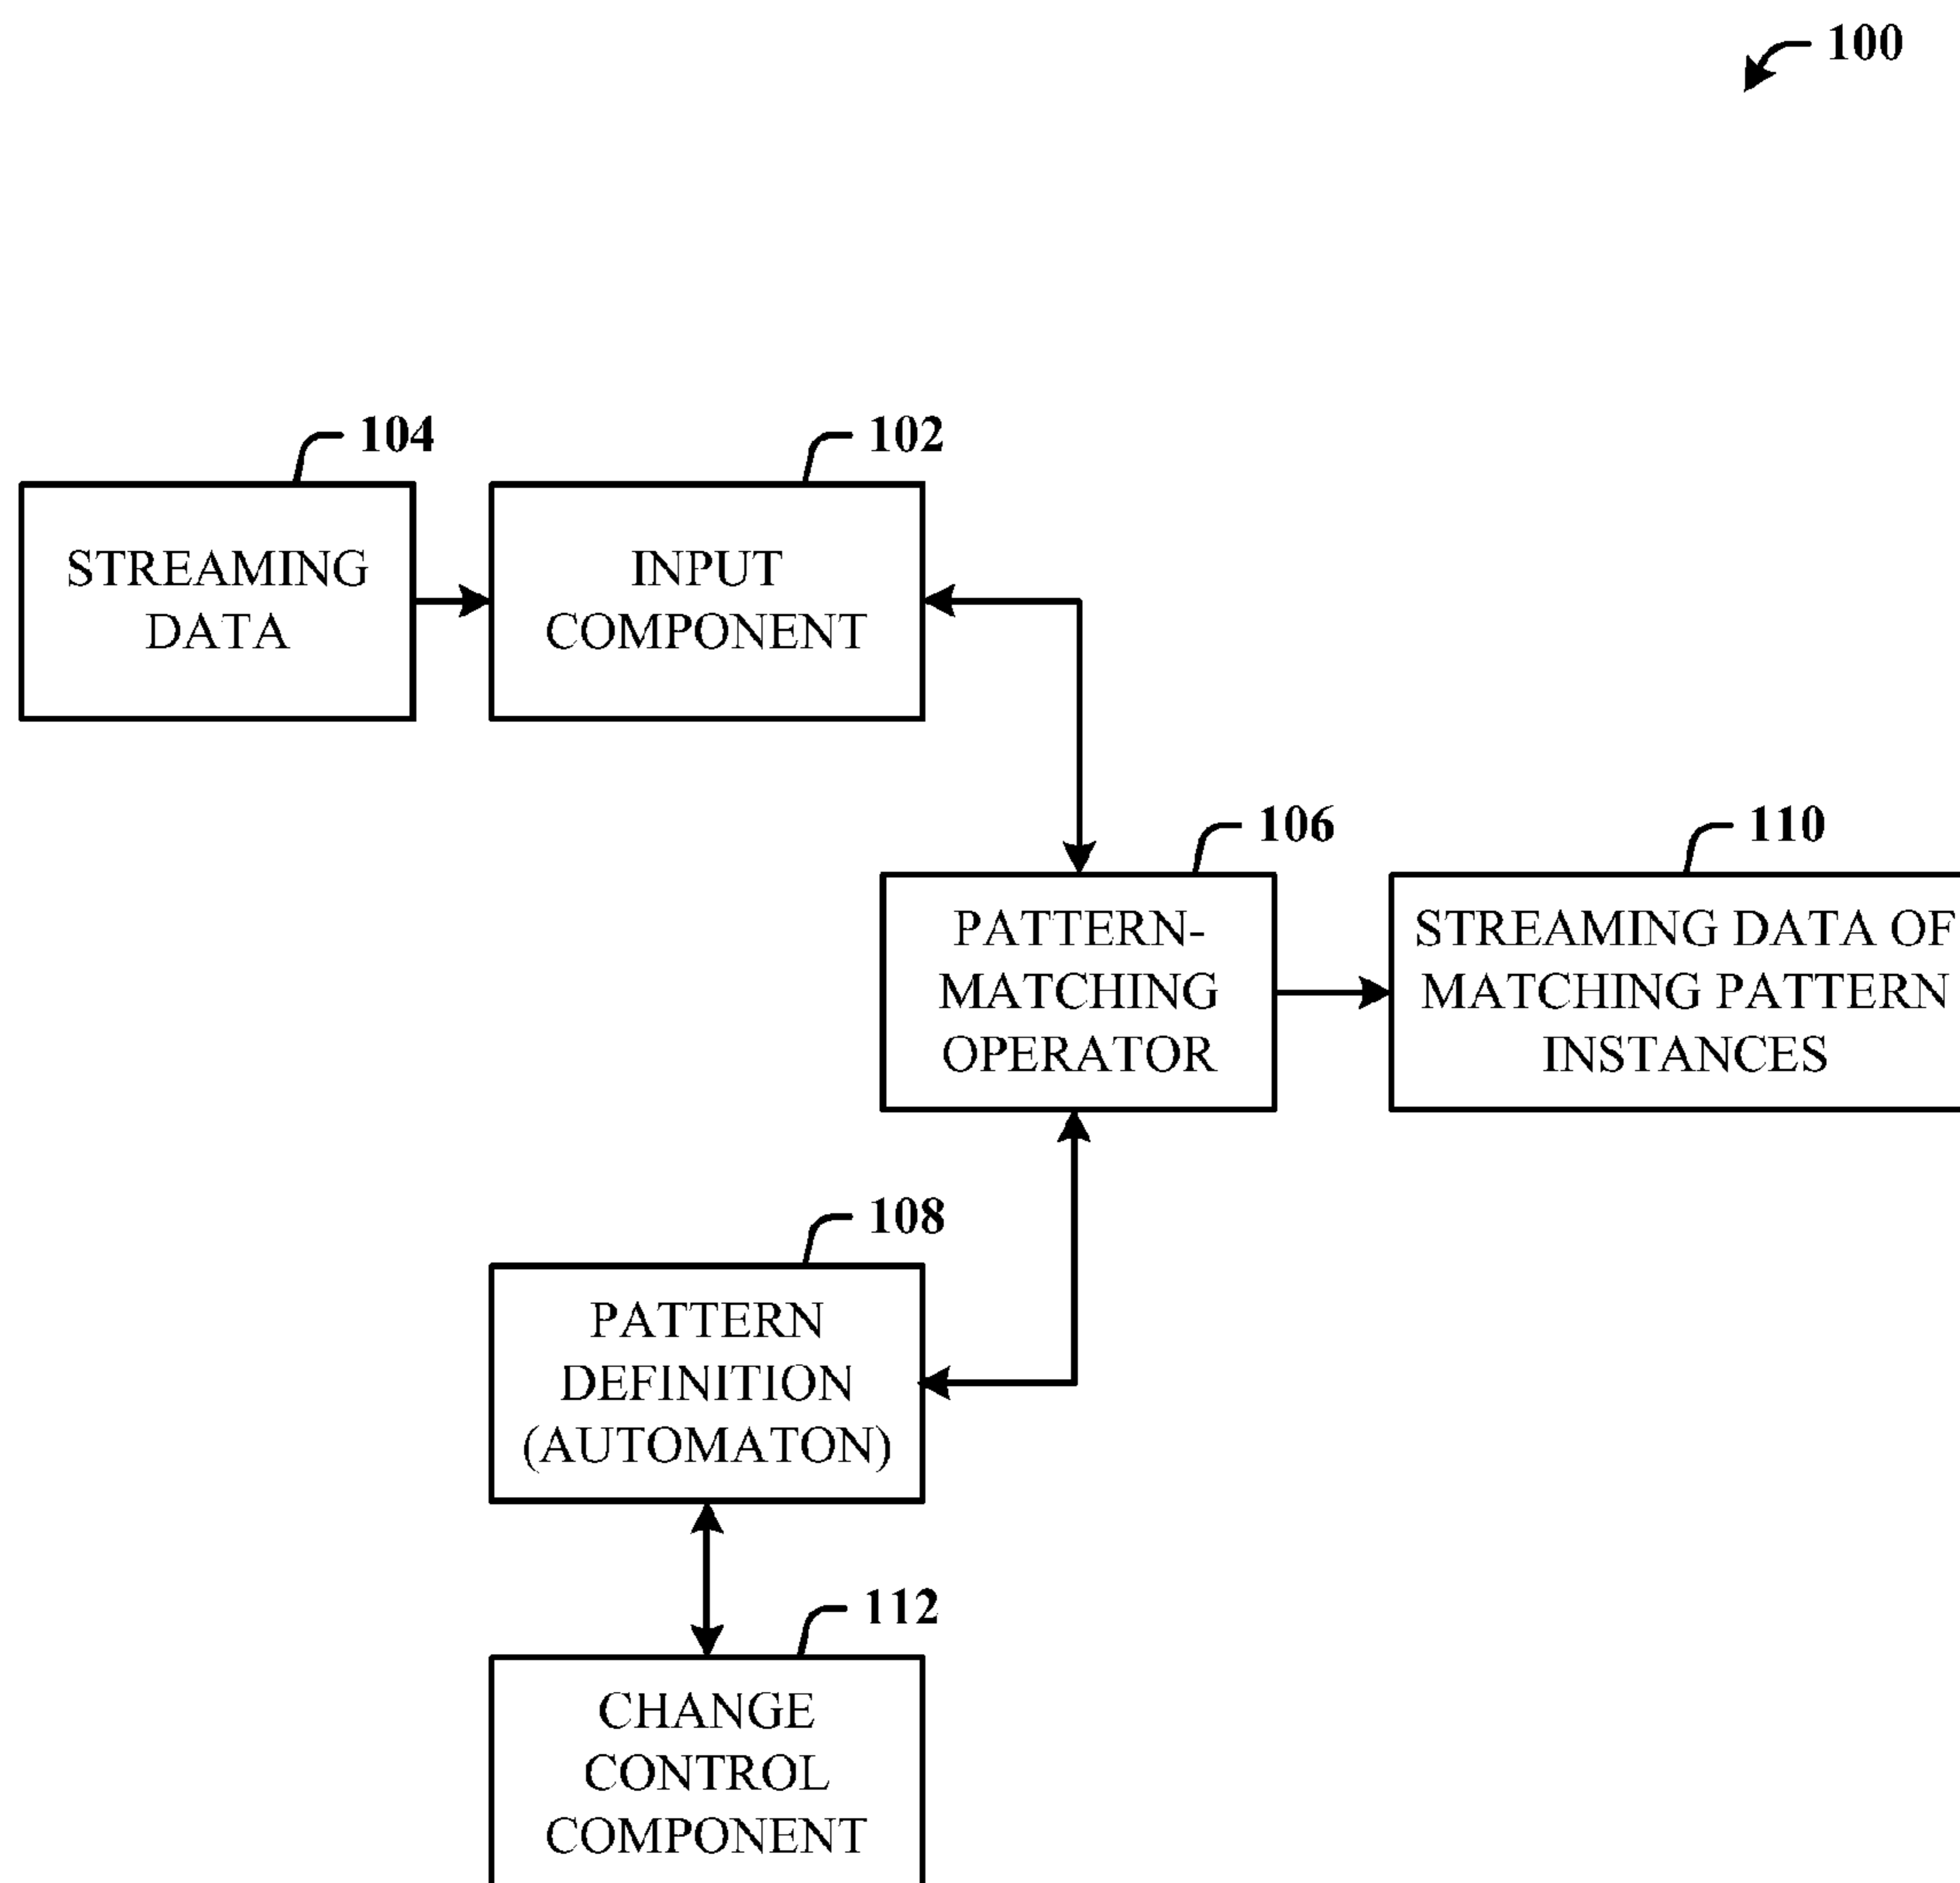 100
104
102
STREAMING
DATA
INPUT
COMPONENT
106
110
PATTERN-
MATCHING
OPERATOR
STREAMING DATA OF
MATCHING PATTERN
INSTANCES
108
PATTERN
DEFINITION
(AUTOMATON)
112
CHANGE
CONTROL
COMPONENT